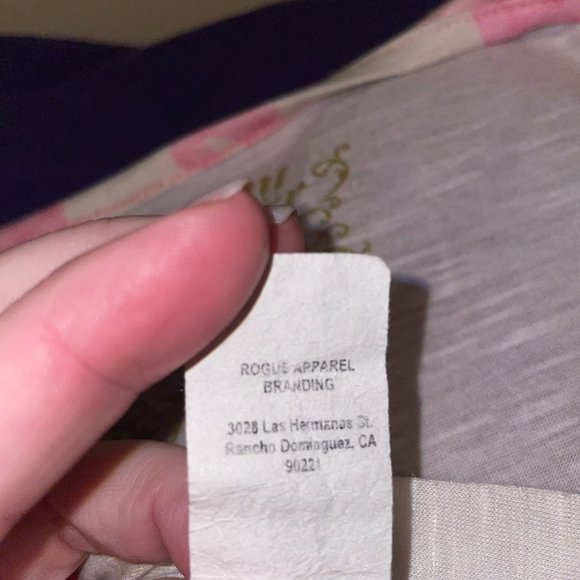 ROGUE APPAREL
BRANDING
3028 Las Hermanas St.
Rancho Dominguez, CA
90221